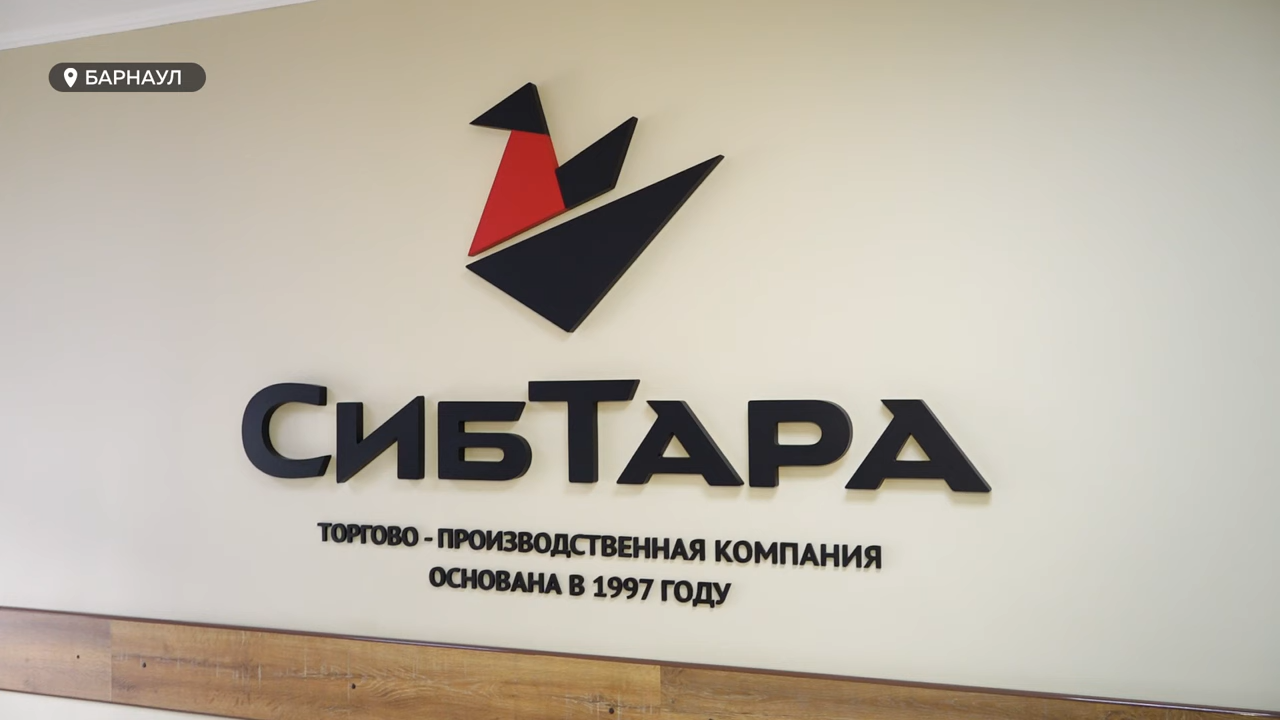 БАРНАУЛ
СИБТАРА
ТОРГОВО - ПРОИЗВОДСТВЕННАЯ КОМПАНИЯ
ОСНОВАНА В 1997 ГОДУ